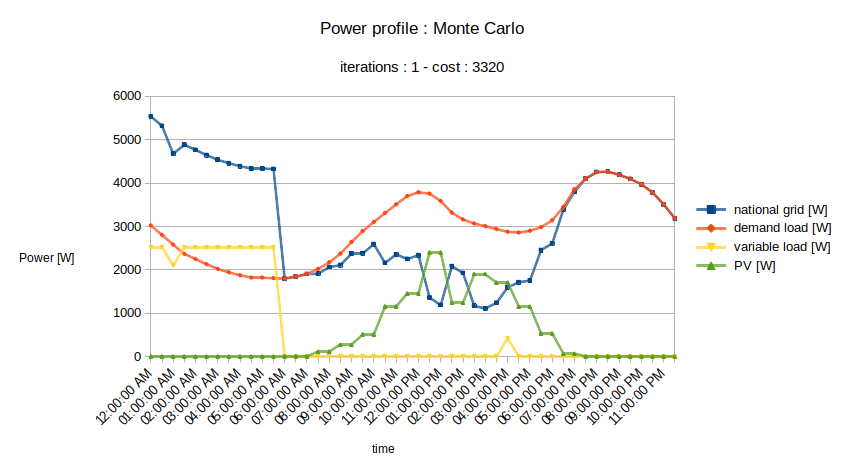 Power profile : Monte Carlo
iterations : 1 - cost : 3320
6000
5000
4000
3000
2000
1000
0
Power [W]
national grid [W]
demand load [W]
variable load [W]
PV [W]
12:00:00 AM
01:00:00 AM
02:00:00 AM
03:00:00 AM
04:00:00 AM
05:00:00 AM
06:00:00 AM
07:00:00 AM
08:00:00 AM
09:00:00 AM
10:00:00 AM
11:00:00 AM
12:00:00 PM
01:00:00 PM
02:00:00 PM
03:00:00 PM
04:00:00 PM
05:00:00 PM
06:00:00 PM
07:00:00 PM
08:00:00 PM
09:00:00 PM
10:00:00 PM
11:00:00 PM
time